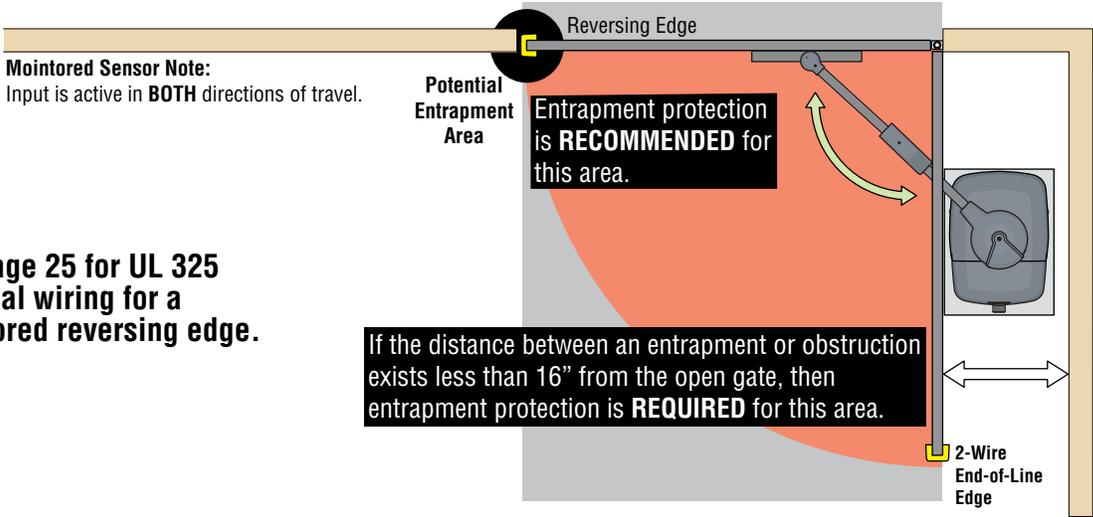 Reversing Edge
Mointored Sensor Note:
Input is active in BOTH directions of travel.
Potential
Entrapment
Area
Entrapment protection
is RECOMMENDED for
this area.
age 25 for UL 325
al wiring for a
ored reversing edge.
If the distance between an entrapment or obstruction
exists less than 16” from the open gate, then
entrapment protection is REQUIRED for this area.
2-Wire
End-of-Line
Edge